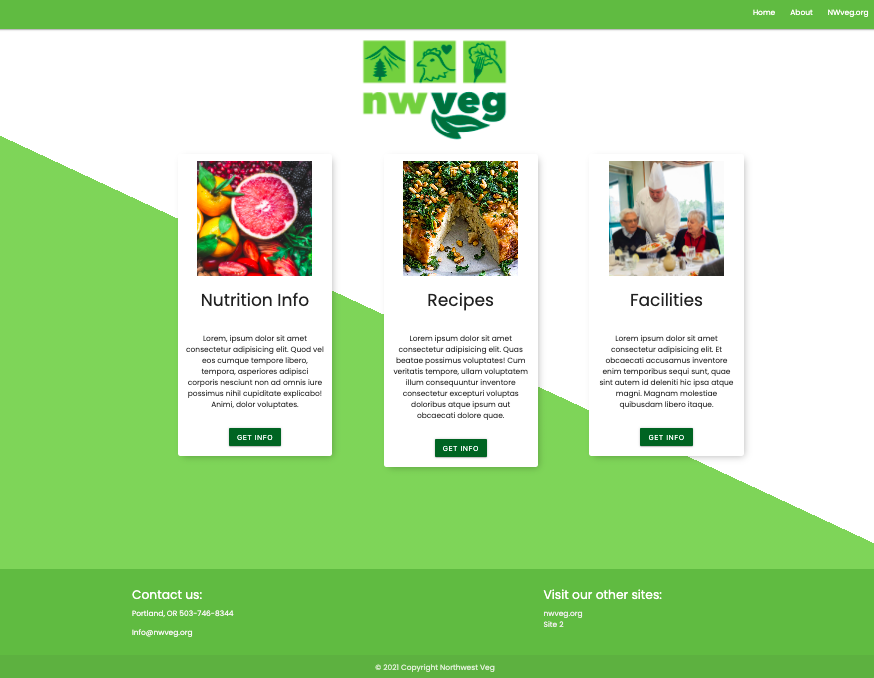 Home About NWveg.org
nwveg
Nutrition Info
Lorem, ipsum dolor sit amet
consectetur adipisicing elit. Quod vel
eos cumque tempore libero,
tempora, asperiores adipisci
corporis nesciunt non ad omnis iure
possimus nihil cupiditate explicabo!
Animi, dolor voluptates.
GET INFO
Recipes
Lorem ipsum dolor sit amet
consectetur adipisicing elit. Quas
beatae possimus voluptates! Cum
veritatis tempore, ullam voluptatem
illum consequuntur inventore
consectetur excepturi voluptas
doloribus atque ipsum aut
obcaecati dolore quae.
GET INFO
Facilities
Lorem ipsum dolor sit amet
consectetur adipisicing elit. Et
obcaecati accusamus inventore
enim temporibus sequi sunt, quae
sint autem id deleniti hic ipsa atque
magni. Magnam molestiae
quibusdam libero itaque.
GET INFO
Contact us:
Portland, OR 503-746-8344
Info@nwveg.org
Visit our other sites:
nwveg.org
Site 2
© 2021 Copyright Northwest Veg